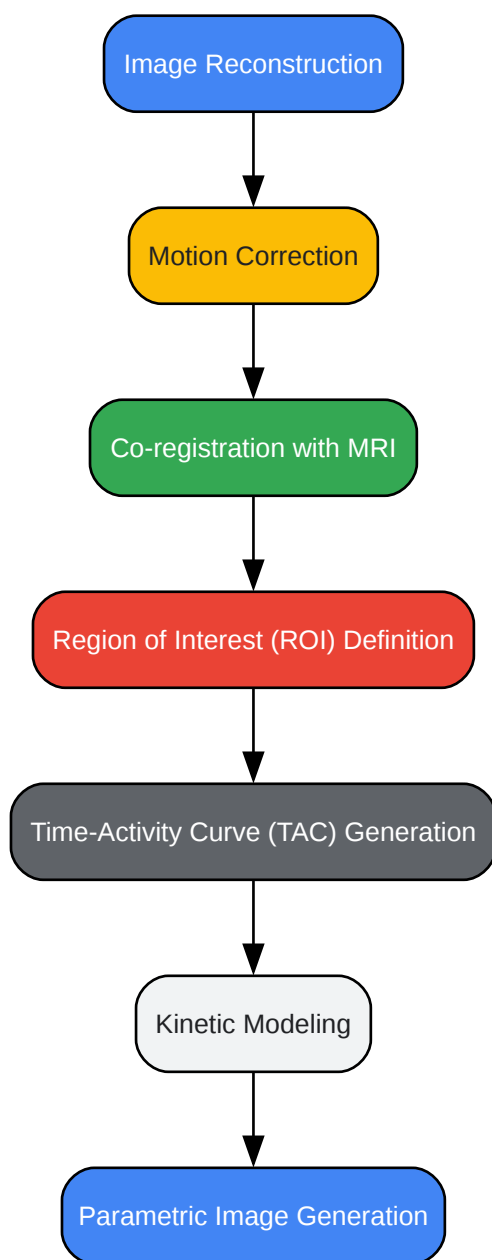 Image Reconstruction
Motion Correction
Co-registration with MRI
Region of Interest (ROI) Definition
Time-Activity Curve (TAC) Generation
Kinetic Modeling
Parametric Image Generation